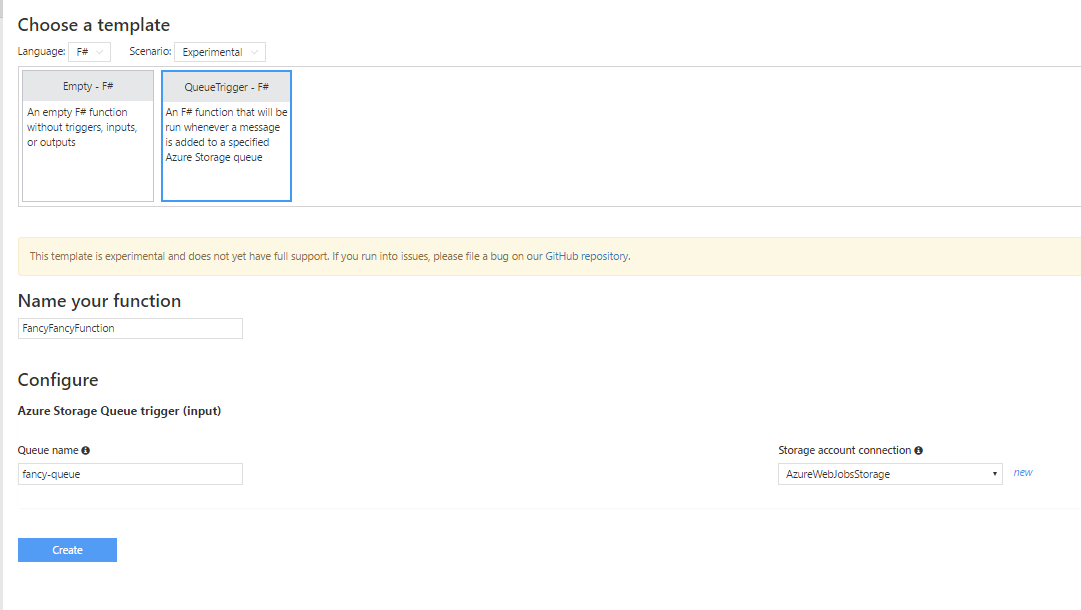 Choose a template
Language: F# Scenario: Experimental
Empty - F#
An empty F# function
without triggers, inputs,
or outputs
QueueTrigger - F#
An F# function that will be
run whenever a message
is added to a specified
Azure Storage queue
This template is experimental and does not yet have full support. If you run into issues, please file a bug on our GitHub repository.
Name your function
FancyFancyFunction
Configure
Azure Storage Queue trigger (input)
Queue name
fancy-queue
Storage account connection
AzureWebJobsStorage new
Create